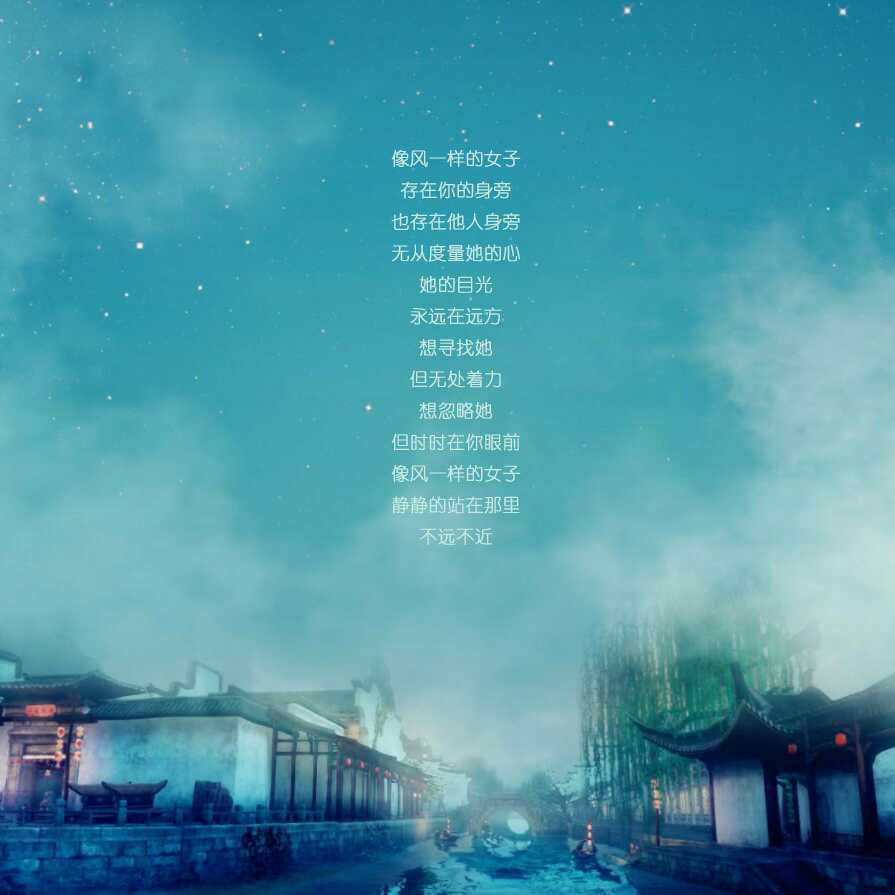 像风一样的女子
存在你的身旁
也存在他人身旁
无从度量她的心
她的目光
永远在远方
想寻找她
但无处着力
想忽略她
但时时在你眼前
像风一样的女子
静静的站在那里
不远不近